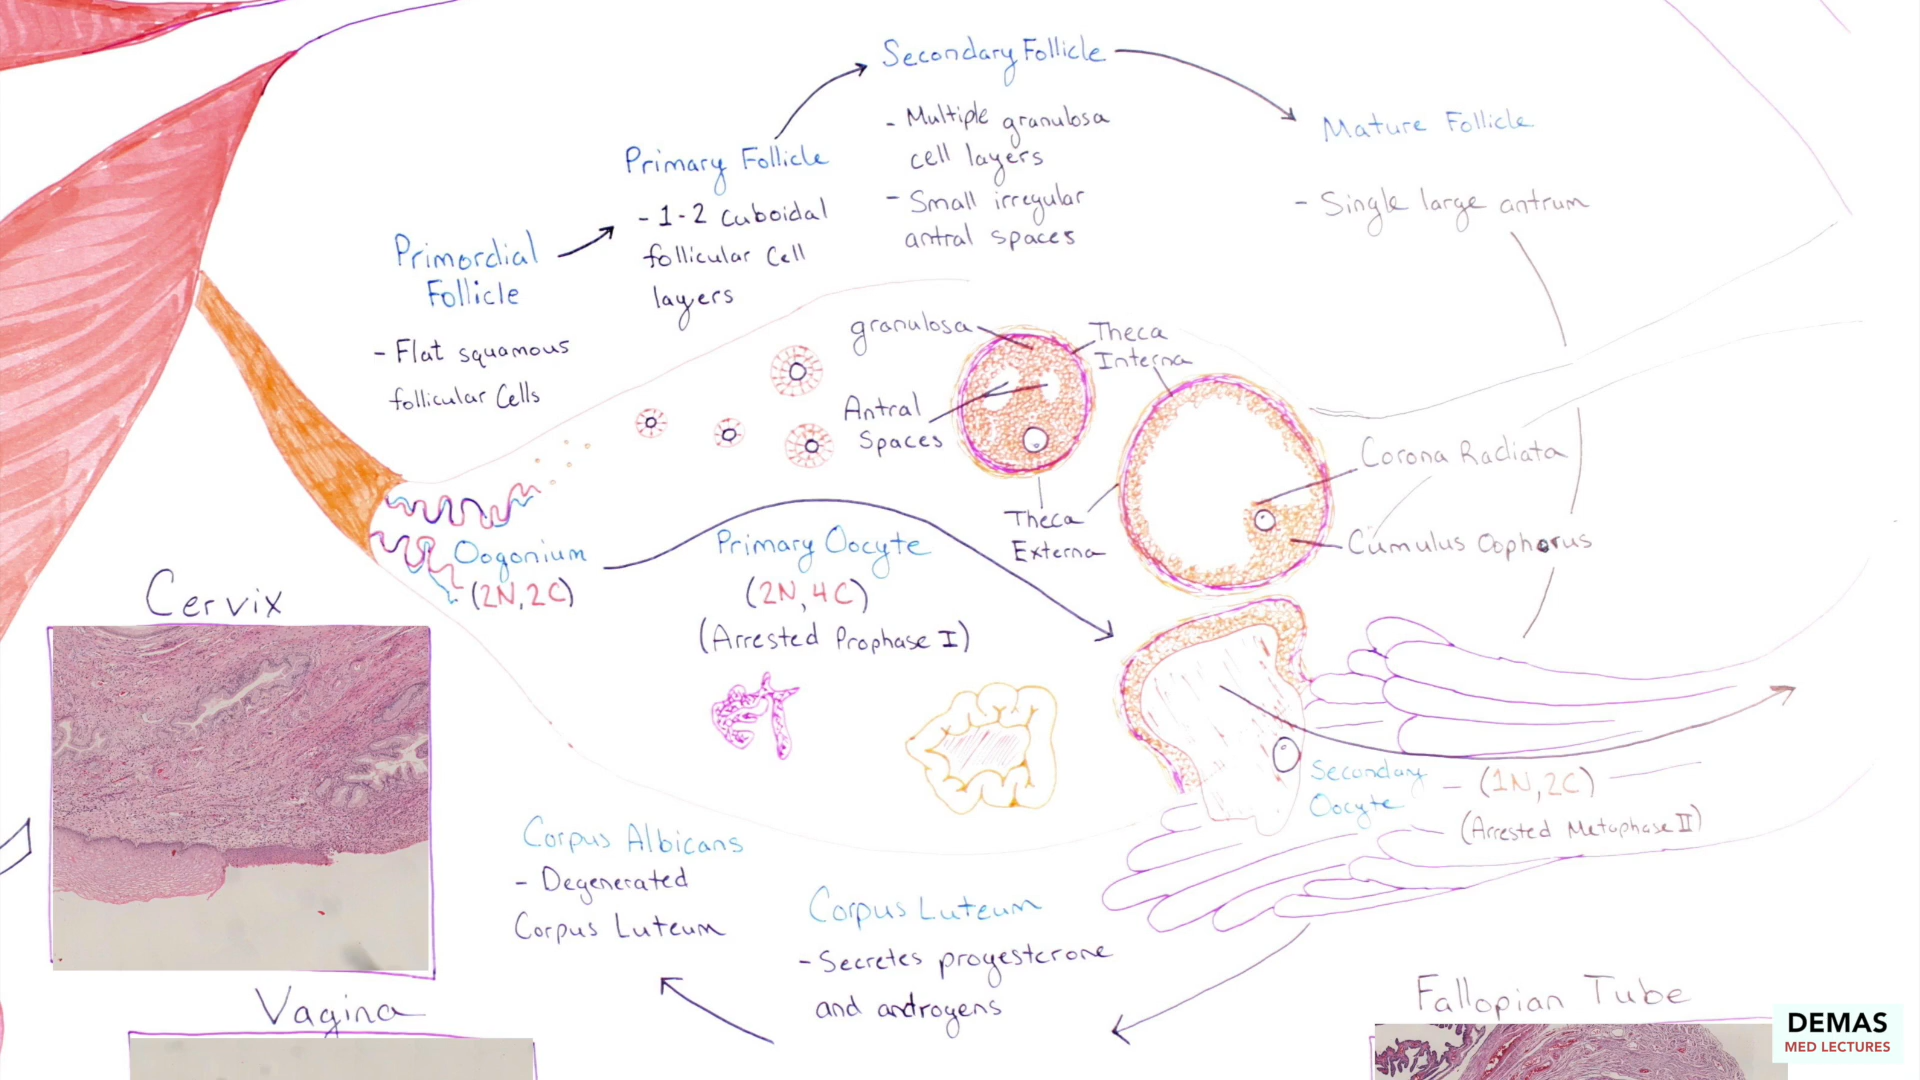 Secondary Follicle
- Multiple granulosa
cell layers
- Small irregular
antral spaces
Mature Follicle
- Single large antrum
Primary Follicle
- 1-2 cuboidal
follicular cell
layers
Primordial
Follicle
- Flat squamous
follicular cells
granulosa
Theca
Interna
Antral
Spaces
Corona Radiata
Theca
Externa
Cumulus Oophorus
Oogonium
(2N, 2C)
Primary Oocyte
(2N, 4C)
(Arrested Prophase I)
Cervix
Secondary
Oocyte
- (1N, 2C)
(Arrested Metaphase II)
Corpus Albicans
- Degenerated
Corpus Luteum
Corpus Luteum
- Secretes progesterone
and androgens
Vagina
Fallopian Tube
DEMAS
MED LECTURES